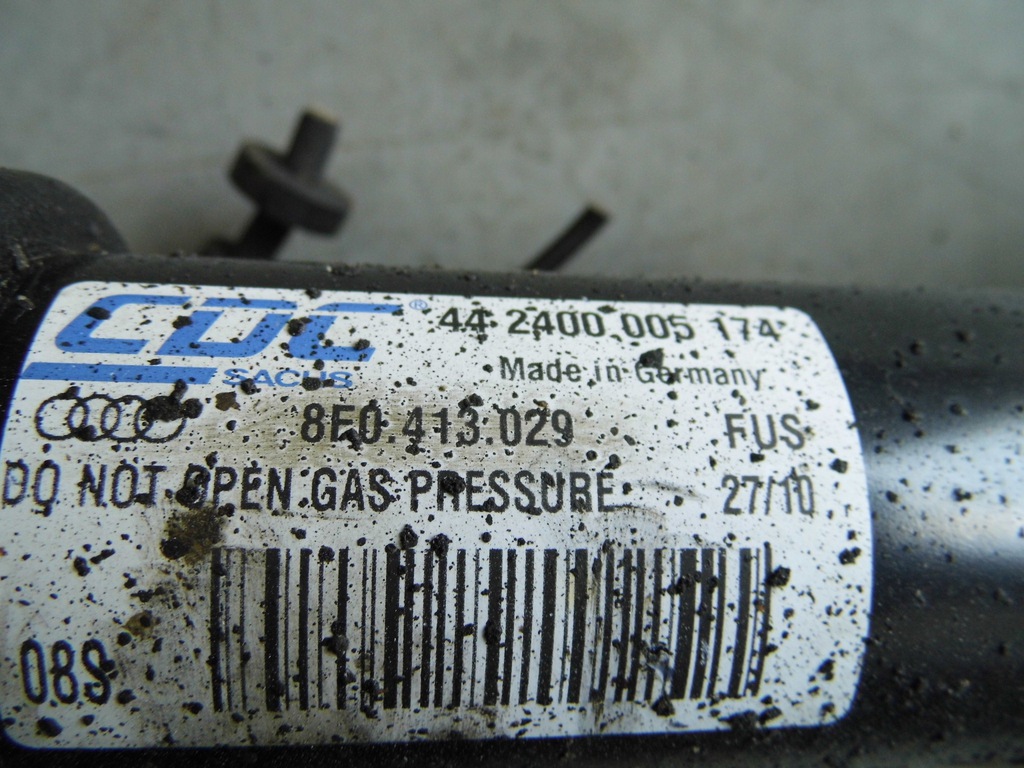 CDC® 44 2400 005 174
SACHS Made in Germany
8E0.413.029 FUS
DO NOT OPEN.GAS PRESSURE 27/10
08S